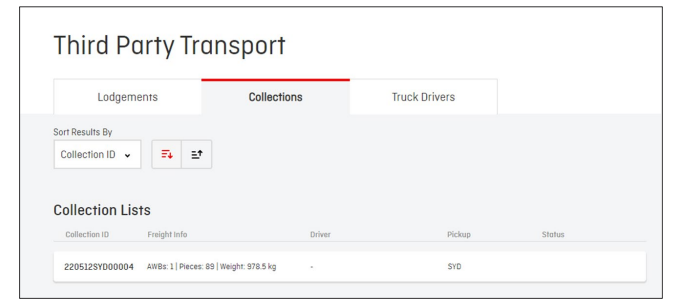 Third Party Transport
Lodgements Collections Truck Drivers
Sort Results By
Collection ID
Collection Lists
Collection ID Freight Info Driver Pickup Status
220512SYD00004 AWBs: 1 | Pieces: 89 | Weight: 978.5 kg - SYD